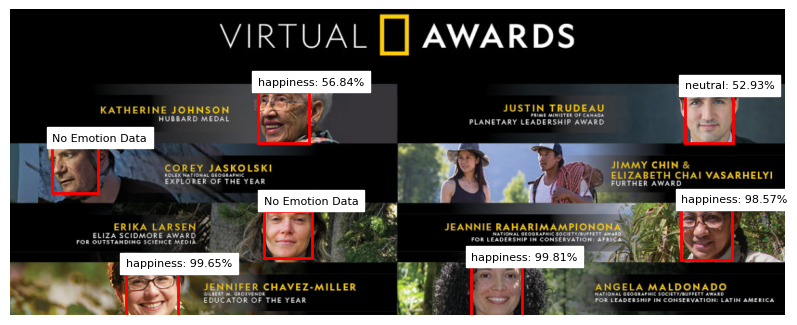 VIRTUAL AWARDS
happiness: 56.84%
KATHERINE JOHNSON
HUBBARD MEDAL
neutral: 52.93%
JUSTIN TRUDEAU
PRIME MINISTER OF CANADA
PLANETARY LEADERSHIP AWARD
No Emotion Data
COREY JASKOLSKI
ROLEX NATIONAL GEOGRAPHIC
EXPLORER OF THE YEAR
JIMMY CHIN &
ELIZABETH CHAI VASARHELYI
FURTHER AWARD
No Emotion Data
ERIKA LARSEN
ELIZA SCIDMORE AWARD
FOR OUTSTANDING SCIENCE MEDIA
happiness: 98.57%
JEANNIE RAHARIMAMPIONONA
NATIONAL GEOGRAPHIC SOCIETY/BUFFETT AWARD
FOR LEADERSHIP IN CONSERVATION: AFRICA
happiness: 99.65%
JENNIFER CHAVEZ-MILLER
GILBERT M. GROSVENOR
EDUCATOR OF THE YEAR
happiness: 99.81%
ANGELA MALDONADO
NATIONAL GEOGRAPHIC SOCIETY/BUFFETT AWARD
FOR LEADERSHIP IN CONSERVATION: LATIN AMERICA